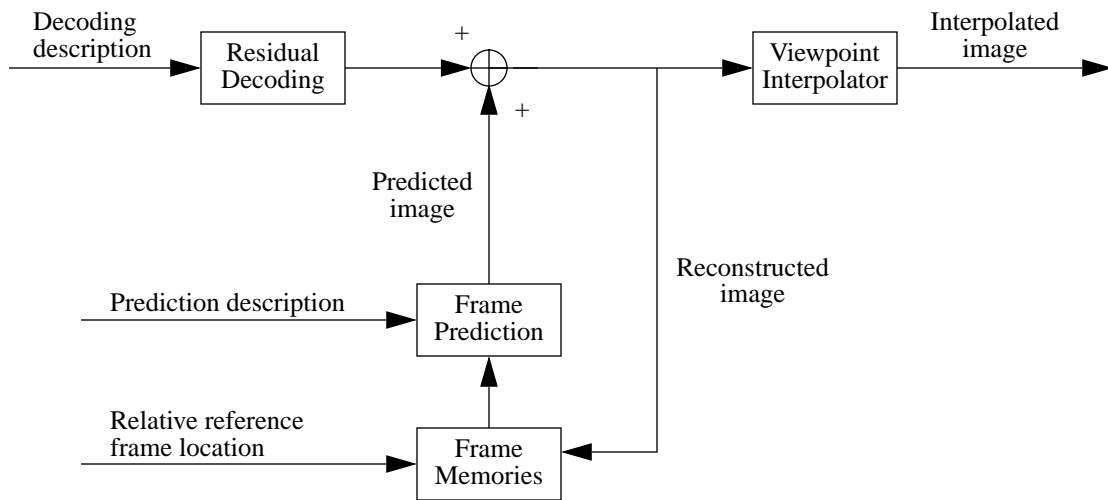 Decoding
description
Residual
Decoding
+
+
Viewpoint
Interpolator
Interpolated
image
Predicted
image
Reconstructed
image
Prediction description
Frame
Prediction
Relative reference
frame location
Frame
Memories